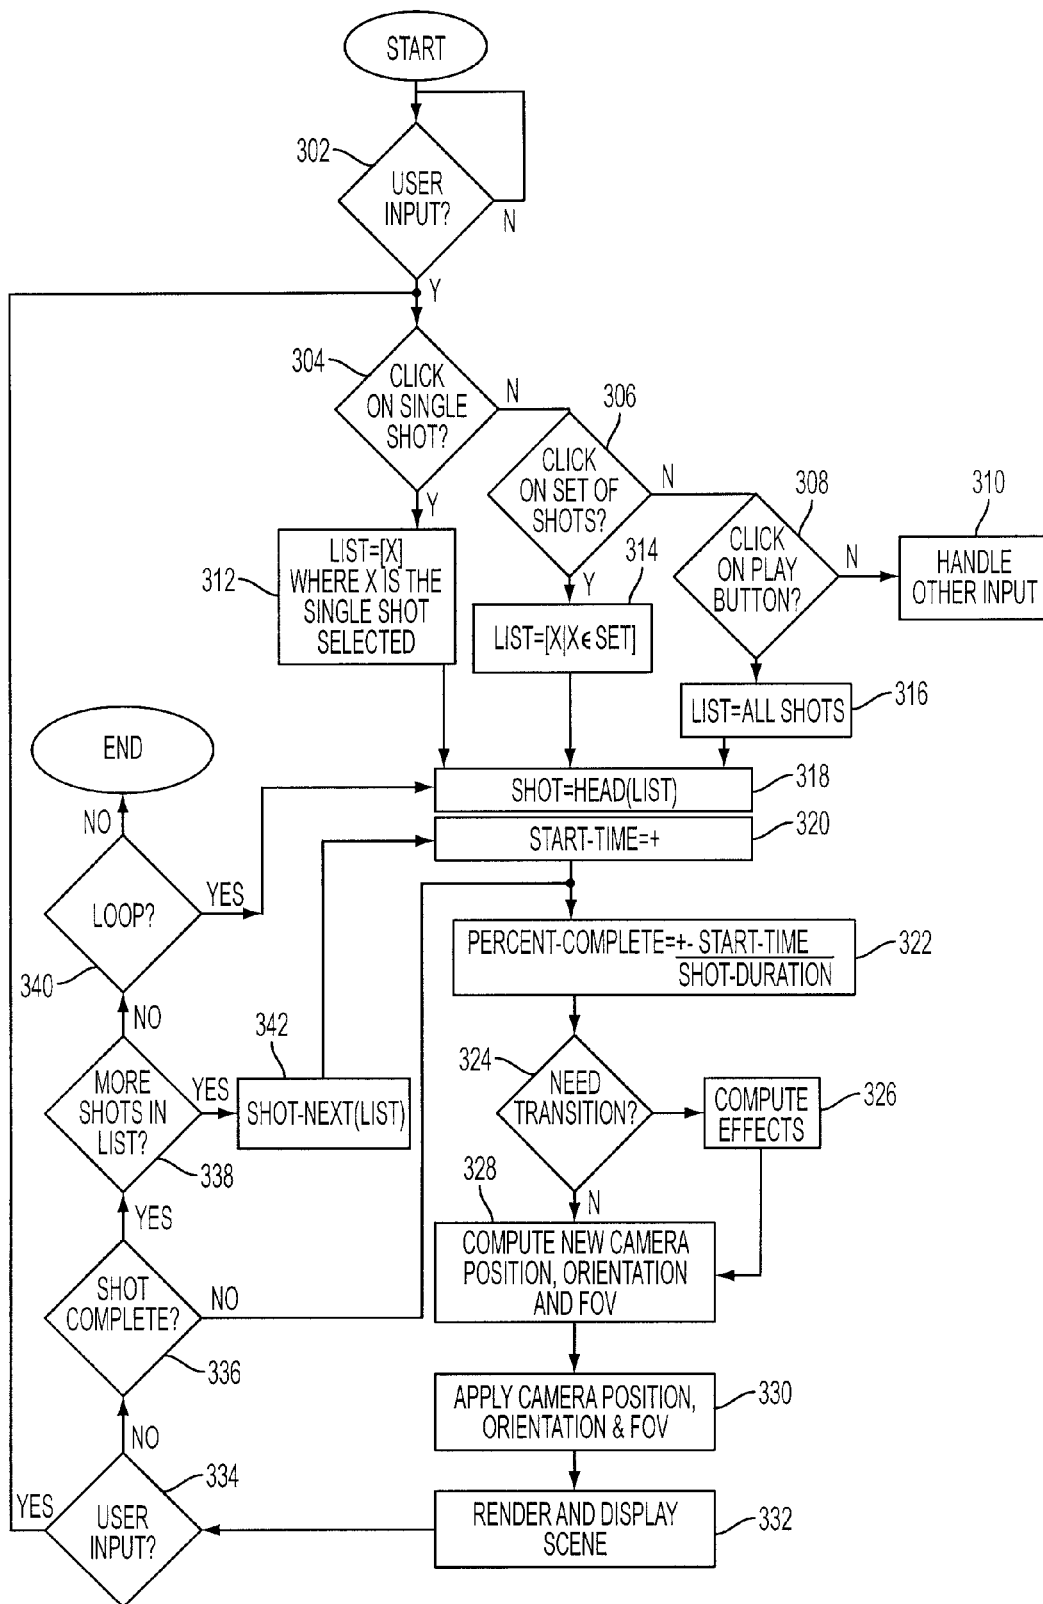 START
302
USER
INPUT?
N
Y
304
CLICK
ON SINGLE
SHOT?
N
Y
306
CLICK
ON SET OF
SHOTS?
N
Y
308
CLICK
ON PLAY
BUTTON?
N
310
HANDLE
OTHER INPUT
312
LIST=[X]
WHERE X IS THE
SINGLE SHOT
SELECTED
314
LIST=[X|X∈SET]
LIST=ALL SHOTS
316
END
SHOT=HEAD(LIST)
318
NO
START-TIME=+
320
LOOP?
YES
340
PERCENT-COMPLETE=+- START-TIME
SHOT-DURATION
322
NO
342
MORE
SHOTS IN
LIST?
YES
SHOT-NEXT(LIST)
338
324
NEED
TRANSITION?
COMPUTE
EFFECTS
326
N
YES
328
COMPUTE NEW CAMERA
POSITION, ORIENTATION
AND FOV
SHOT
COMPLETE?
NO
336
APPLY CAMERA POSITION,
ORIENTATION & FOV
330
NO
334
YES
USER
INPUT?
RENDER AND DISPLAY
SCENE
332